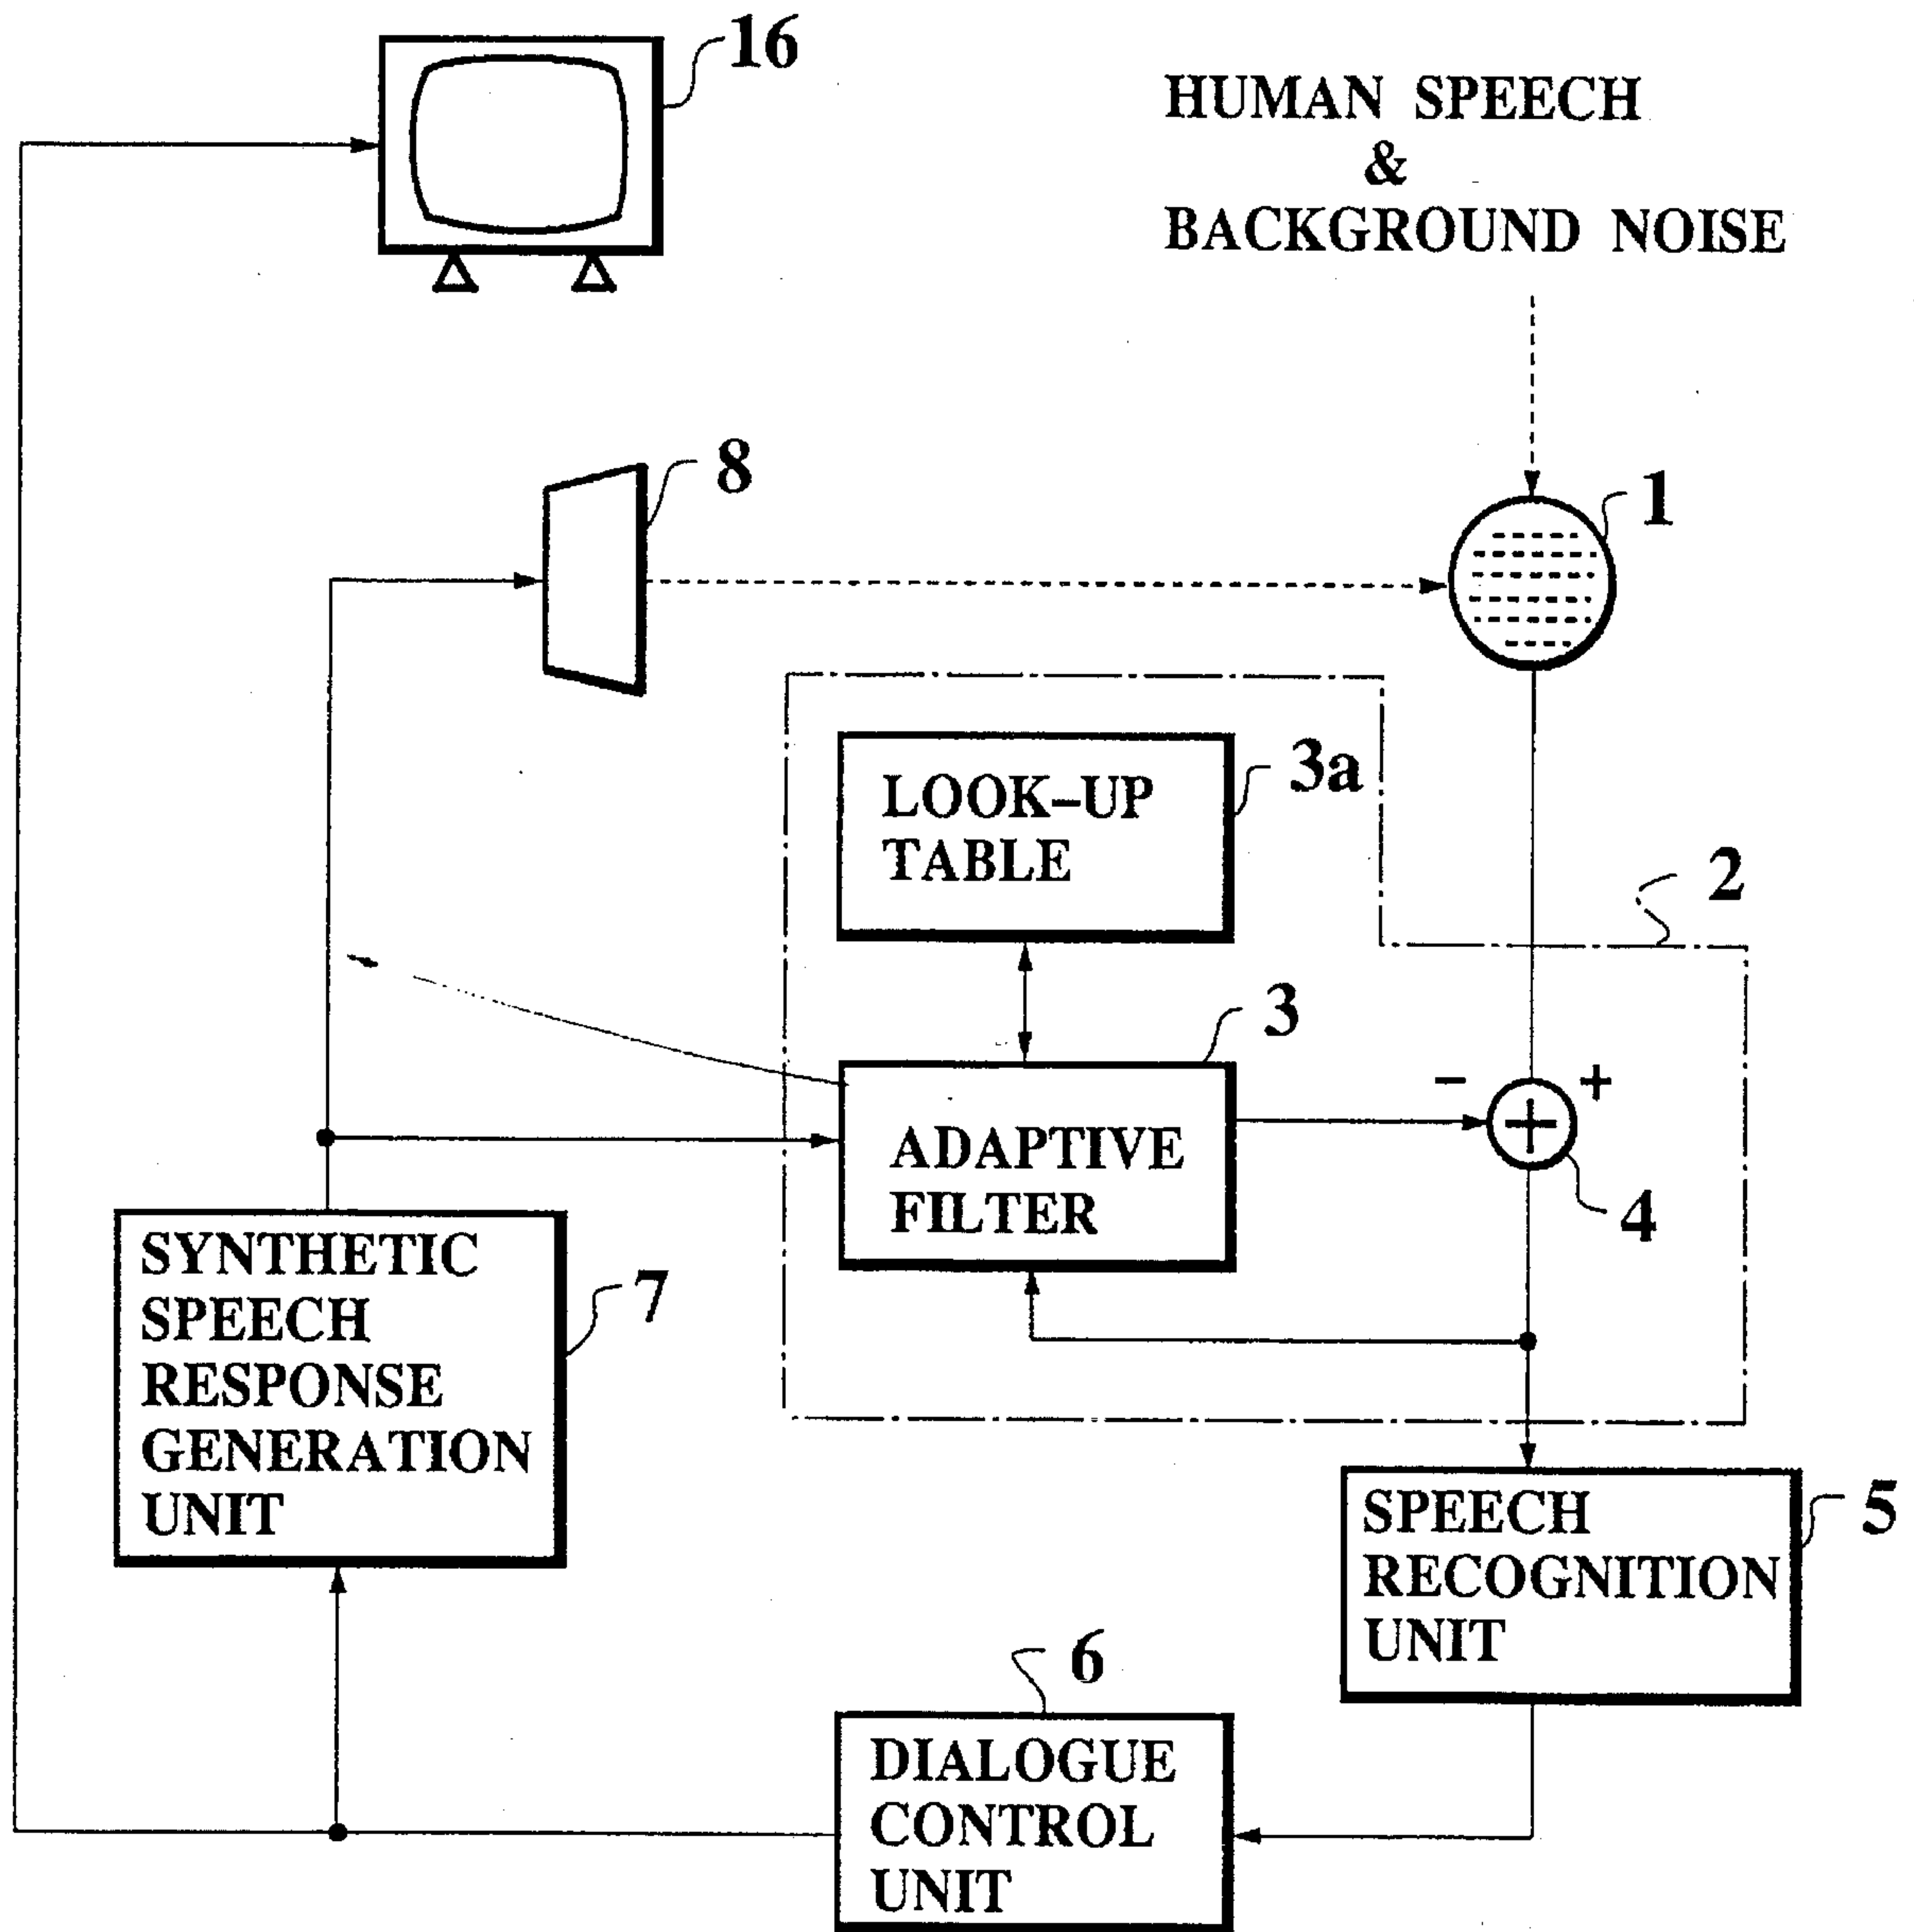 16
HUMAN SPEECH
&
BACKGROUND NOISE
8
1
LOOK-UP
TABLE
3a
2
3
- +
ADAPTIVE
FILTER
4
SYNTHETIC
SPEECH
RESPONSE
GENERATION
UNIT
7
SPEECH
RECOGNITION
UNIT
5
6
DIALOGUE
CONTROL
UNIT